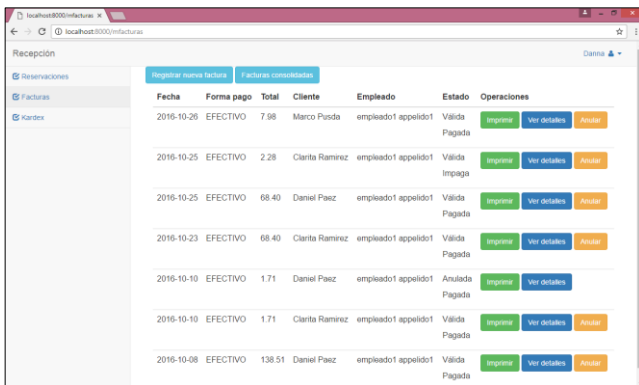 localhost:8000/mfacturas
localhost:8000/mfacturas
Recepción Danna
Reservaciones
Facturas
Kardex
Registrar nueva factura Facturas consolidadas
Fecha Forma pago Total Cliente Empleado Estado Operaciones
2016-10-26 EFECTIVO 7.98 Marco Pusda empleado1 appelido1 Válida Pagada Imprimir Ver detalles Anular
2016-10-25 EFECTIVO 2.28 Clarita Ramirez empleado1 appelido1 Válida Impaga Imprimir Ver detalles Anular
2016-10-25 EFECTIVO 68.40 Daniel Paez empleado1 appelido1 Válida Pagada Imprimir Ver detalles Anular
2016-10-23 EFECTIVO 68.40 Clarita Ramirez empleado1 appelido1 Válida Pagada Imprimir Ver detalles Anular
2016-10-10 EFECTIVO 1.71 Daniel Paez empleado1 appelido1 Anulada Pagada Imprimir Ver detalles
2016-10-10 EFECTIVO 1.71 Clarita Ramirez empleado1 appelido1 Válida Pagada Imprimir Ver detalles Anular
2016-10-08 EFECTIVO 138.51 Daniel Paez empleado1 appelido1 Válida Pagada Imprimir Ver detalles Anular